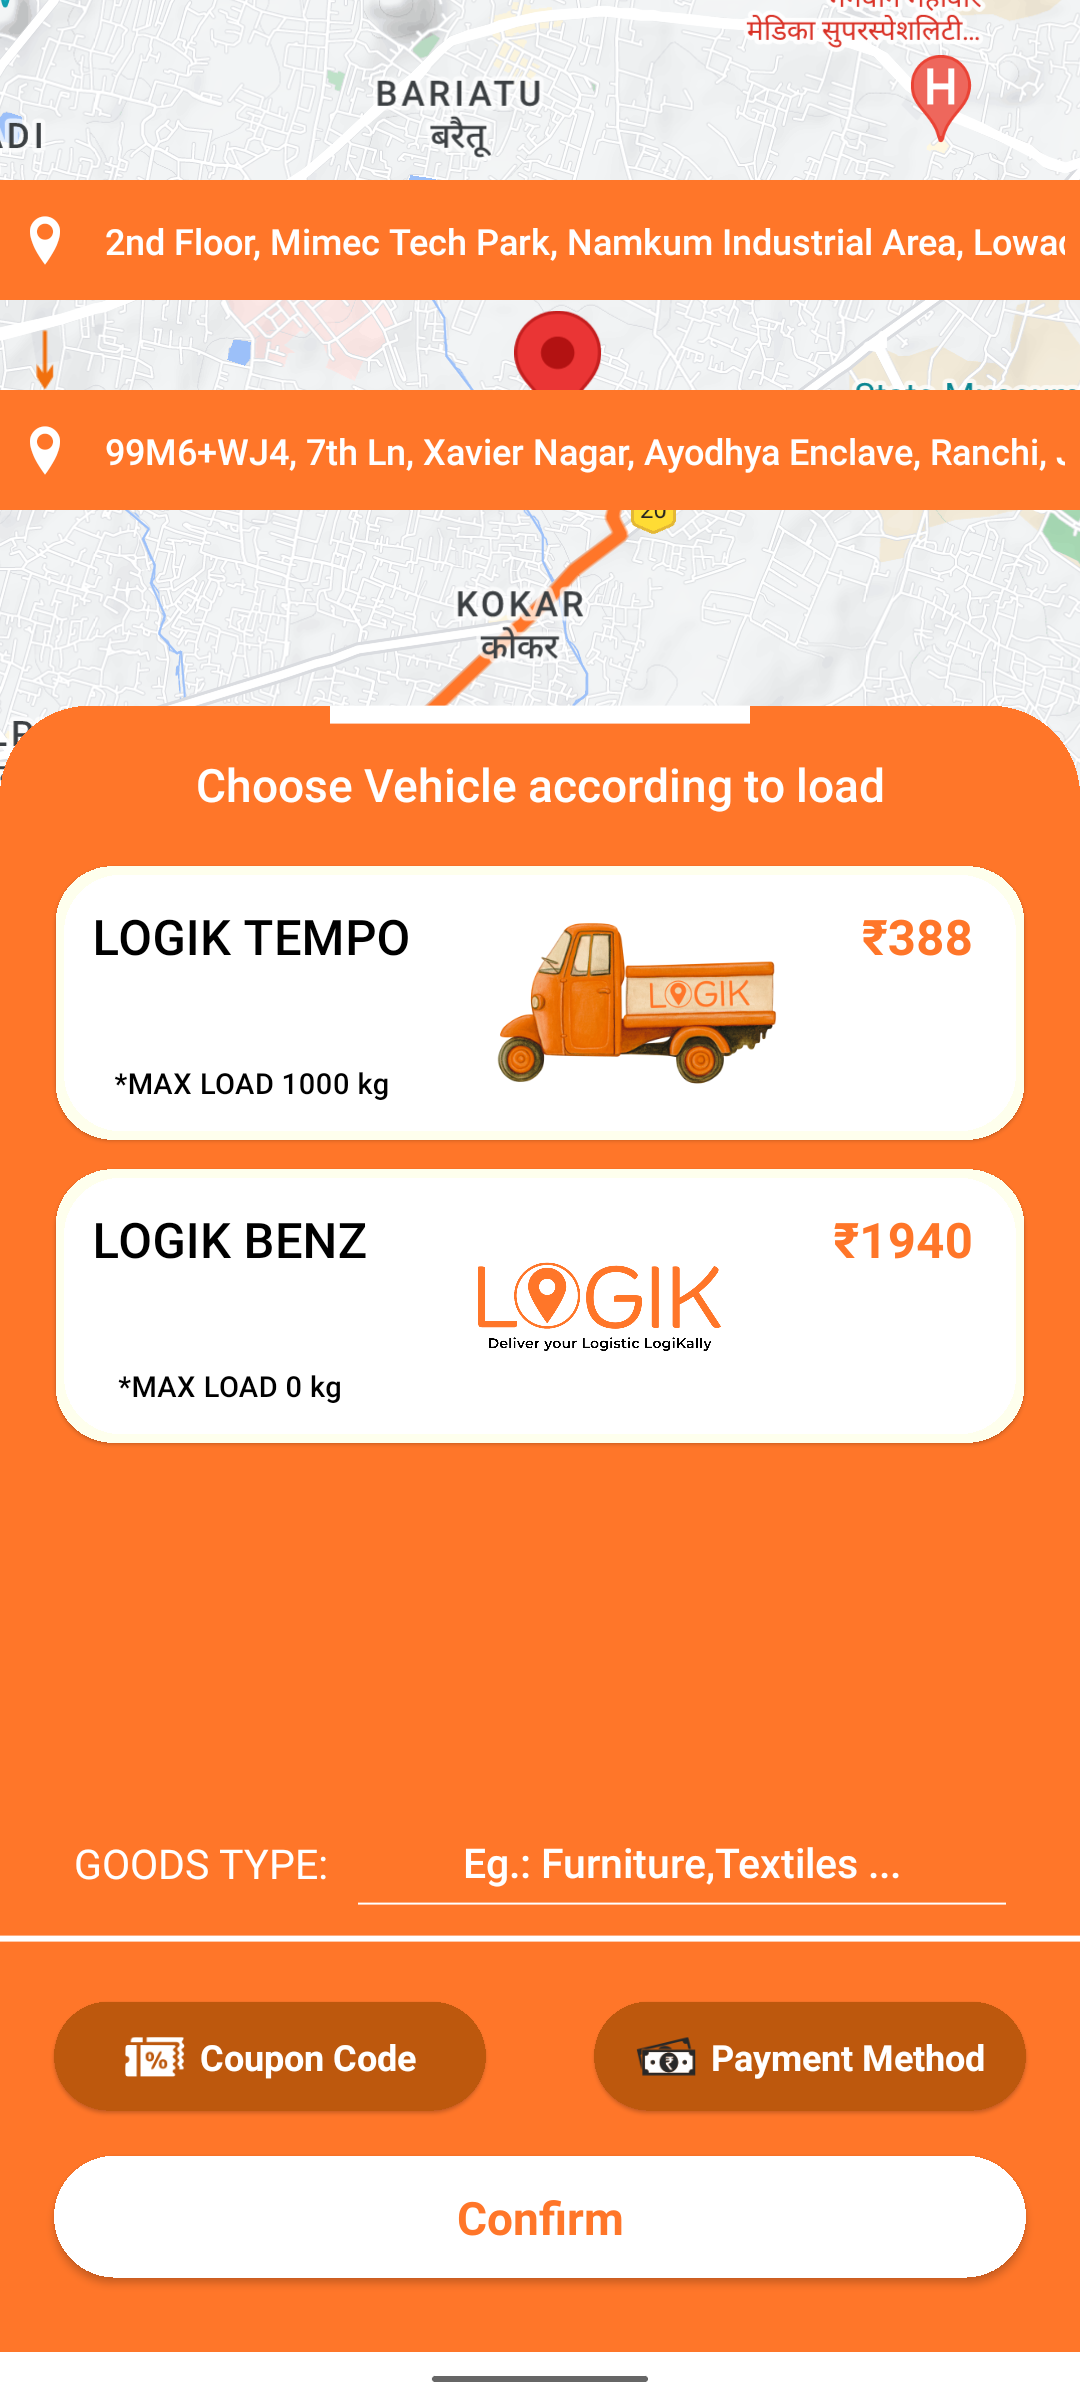 मेडिका सुपरस्पेशलिटी...
H
BARIATU
बरैतू
DI
2nd Floor, Mimec Tech Park, Namkum Industrial Area,
99M6+WJ4, 7th Ln, Xavier Nagar, Ayodhya Enclave, Ranchi,
20
KOKAR
कोकर
Choose Vehicle according to load
LOGIK TEMPO
₹388
LOGIK
*MAX LOAD 1000 kg
LOGIK BENZ
₹1940
LOGIK
Deliver your Logistic LogiKally
*MAX LOAD 0 kg
GOODS TYPE:
Eg.: Furniture,Textiles ...
% Coupon Code
₹ Payment Method
Confirm